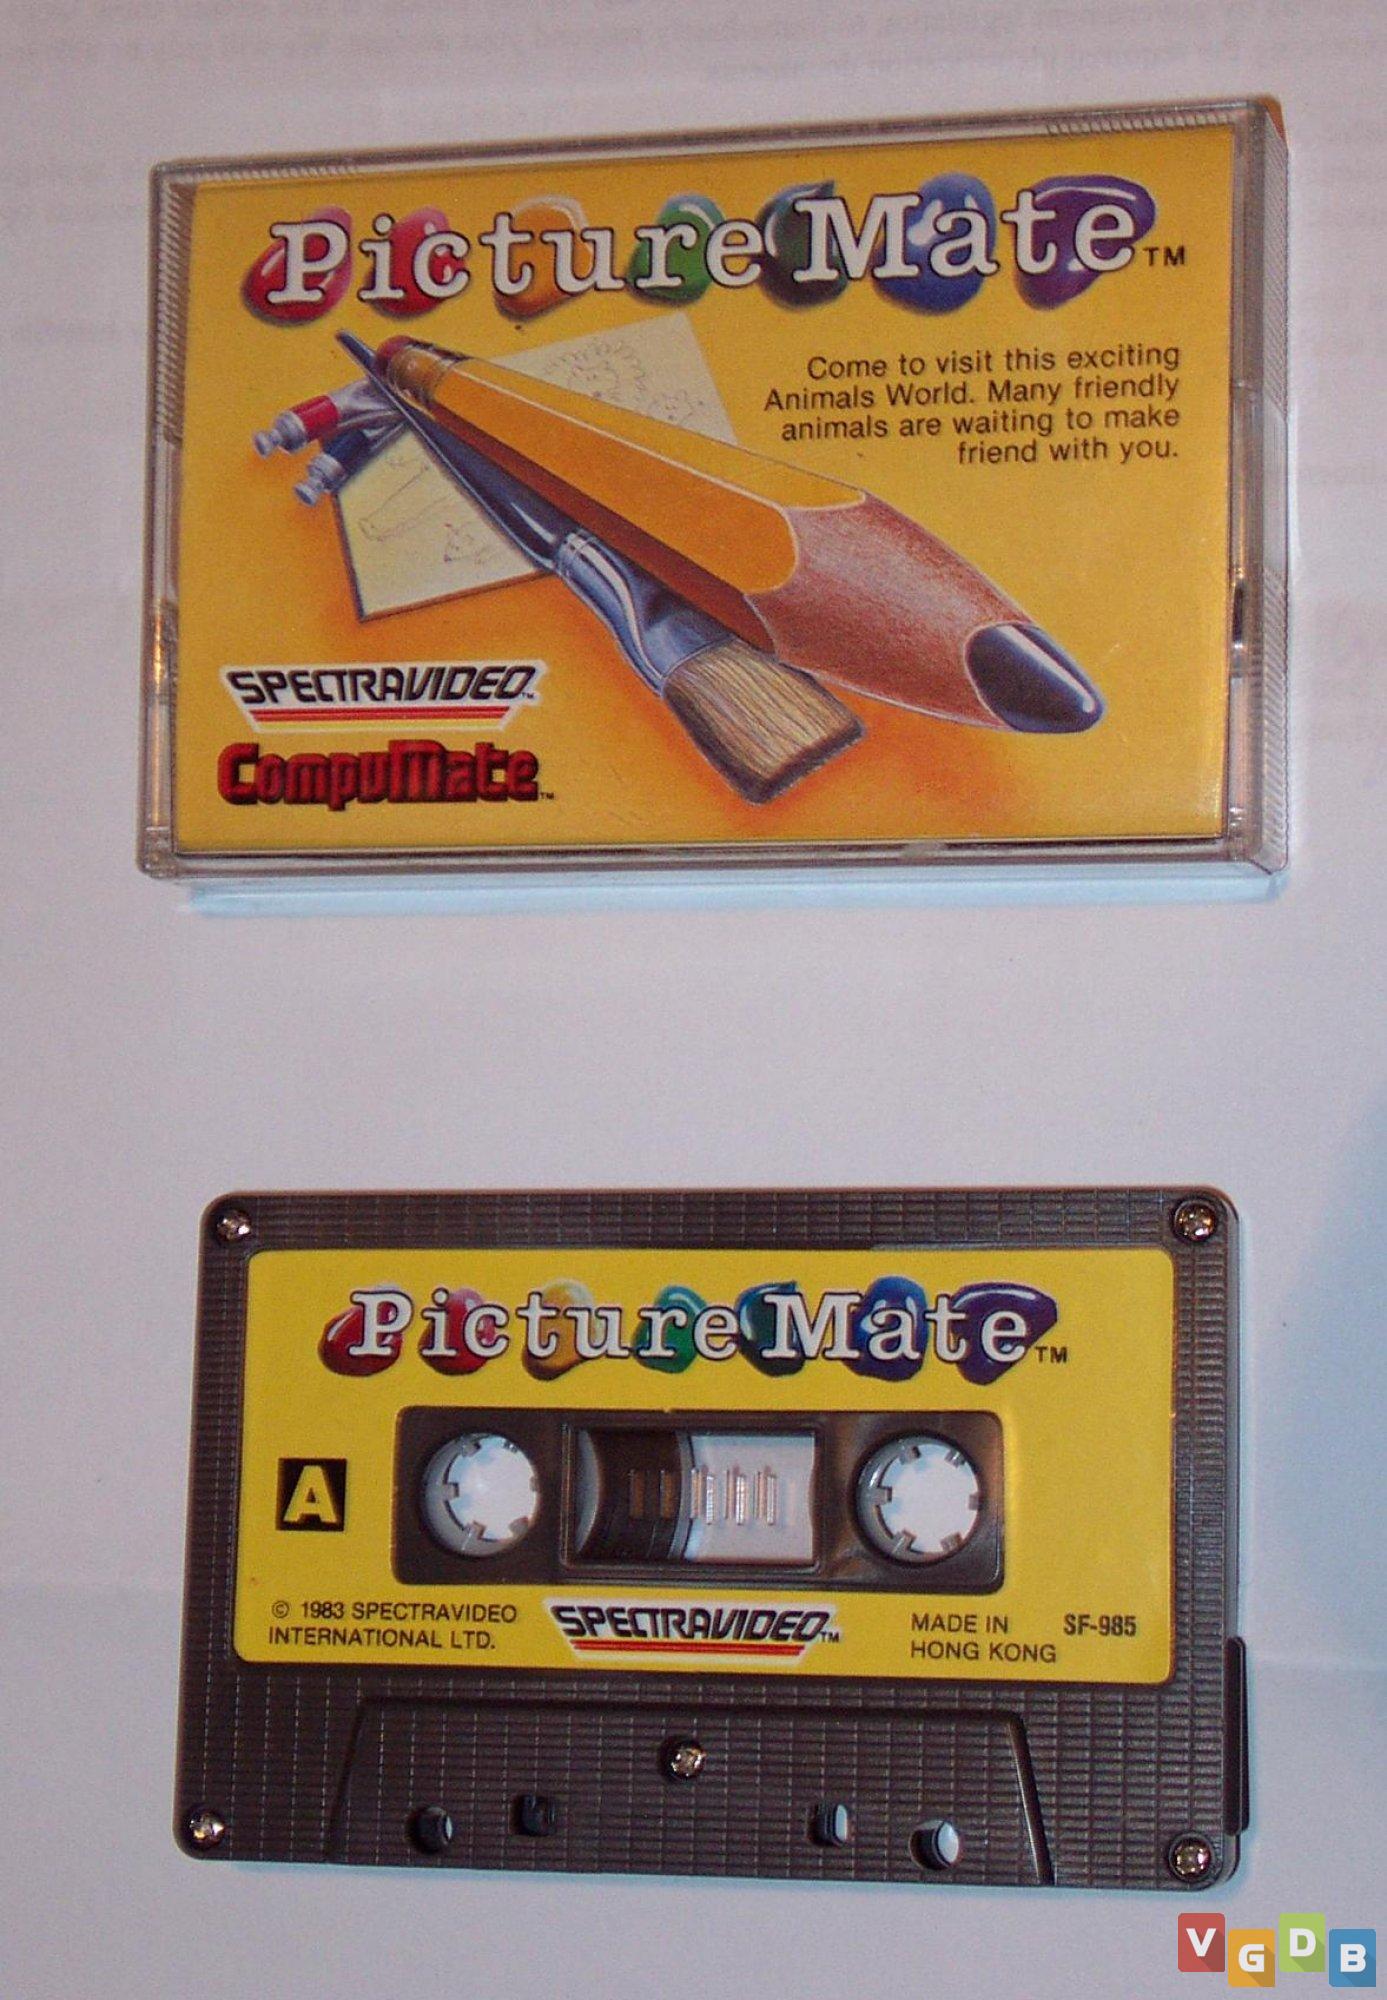 Picture Mate™
Come to visit this exciting
Animals World. Many friendly
animals are waiting to make
friend with you.
SPECTRAVIDEO™
CompuMate™
Picture Mate™
A
© 1983 SPECTRAVIDEO
INTERNATIONAL LTD.
SPECTRAVIDEO™
MADE IN
HONG KONG
SF-985
VGDB